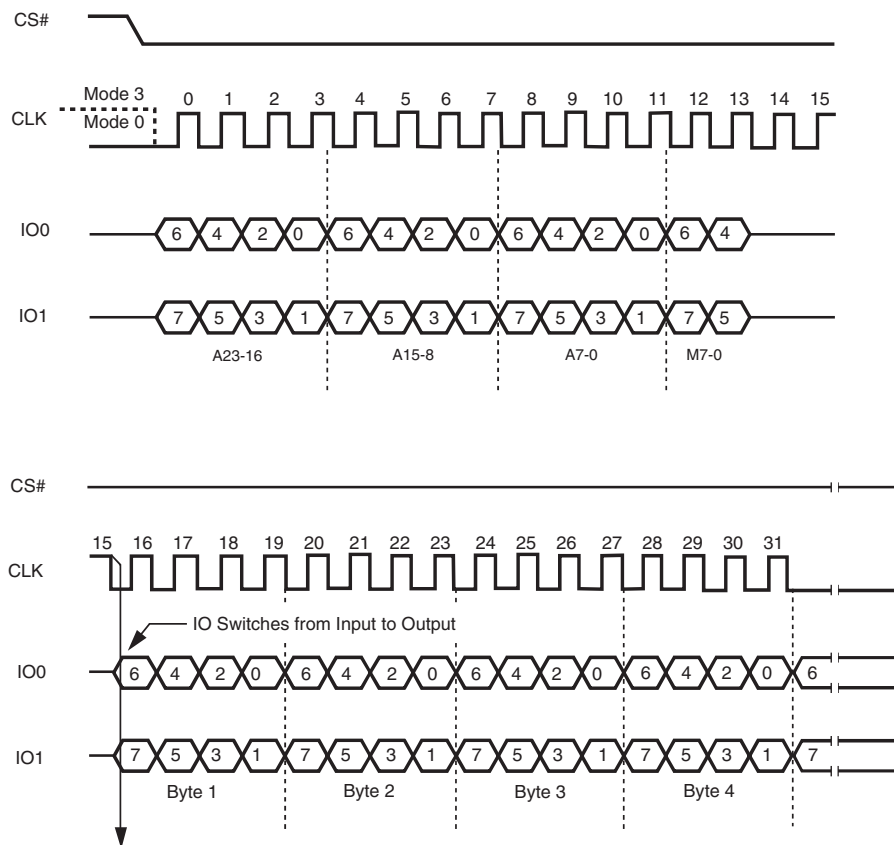 CS#
Mode 3
0 1 2 3 4 5 6 7 8 9 10 11 12 13 14 15
CLK
Mode 0
IO0
6 4 2 0 6 4 2 0 6 4 2 0 6 4
IO1
7 5 3 1 7 5 3 1 7 5 3 1 7 5
A23-16 A15-8 A7-0 M7-0
CS#
15 16 17 18 19 20 21 22 23 24 25 26 27 28 29 30 31
CLK
IO Switches from Input to Output
IO0
6 4 2 0 6 4 2 0 6 4 2 0 6 4 2 0 6
IO1
7 5 3 1 7 5 3 1 7 5 3 1 7 5 3 1 7
Byte 1 Byte 2 Byte 3 Byte 4